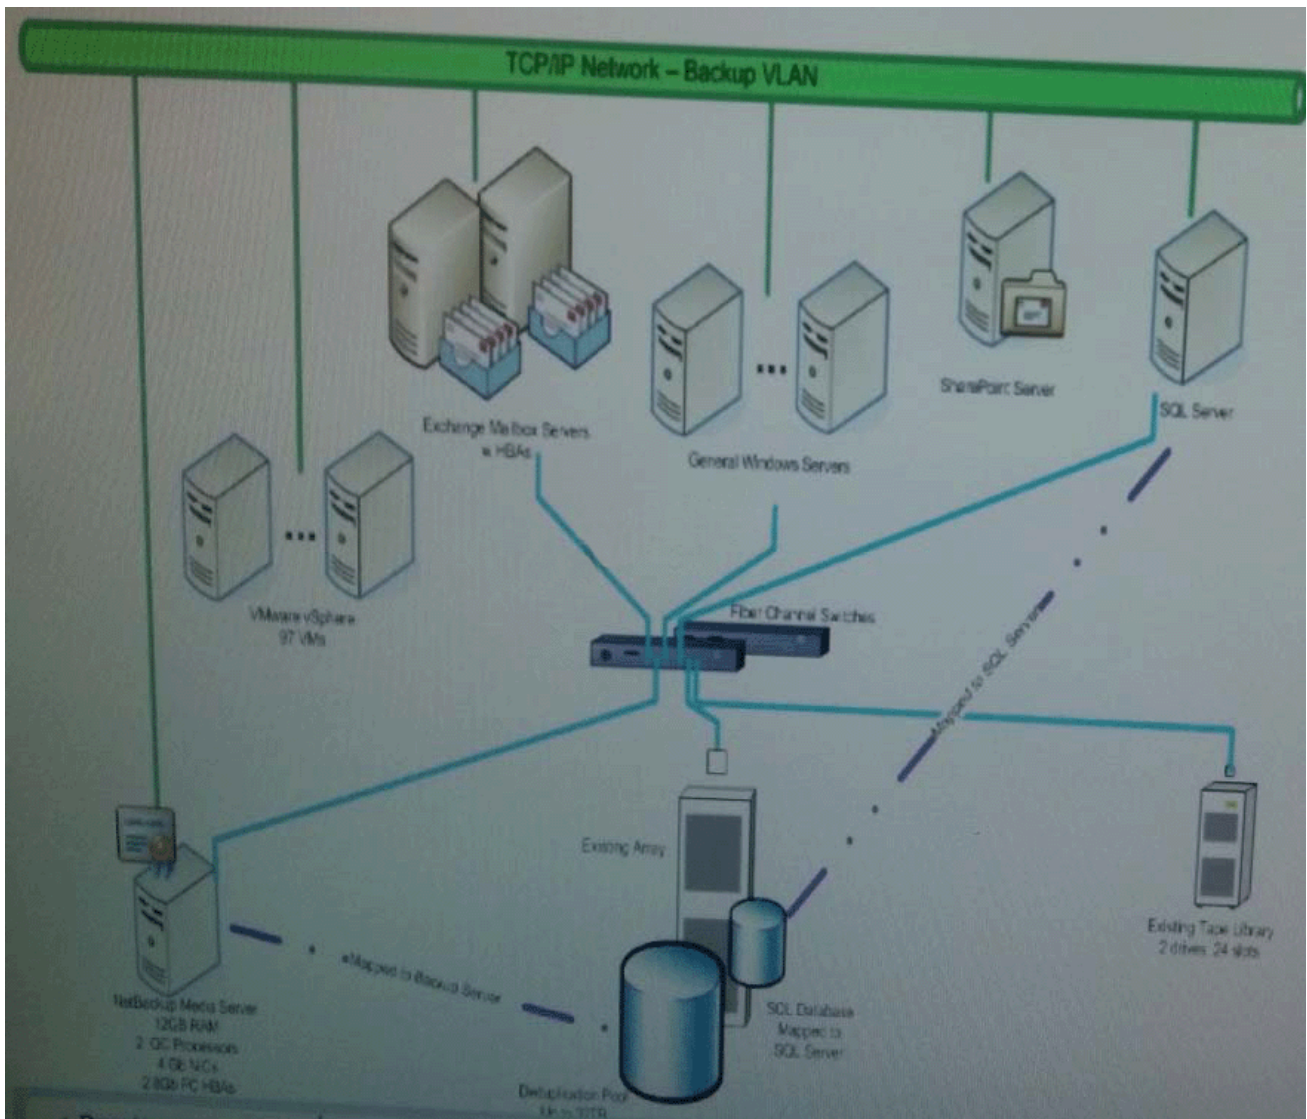 TCP/IP Network – Backup VLAN
Exchange Mailbox Servers
w HBAs
General Windows Servers
SharePoint Server
SQL Server
VMware vSphere
97 VMs
Fiber Channel Switches
Mapped to SQL Server
Existing Array
Existing Tape Library
2 drives 24 slots
Mapped to Backup Server
NetBackup Media Server
12GB RAM
2 QC Processors
4 Gb NICs
2 8Gb FC HBAs
SQL Database
Mapped to
SQL Server
Deduplication Pool
Up to 32TB